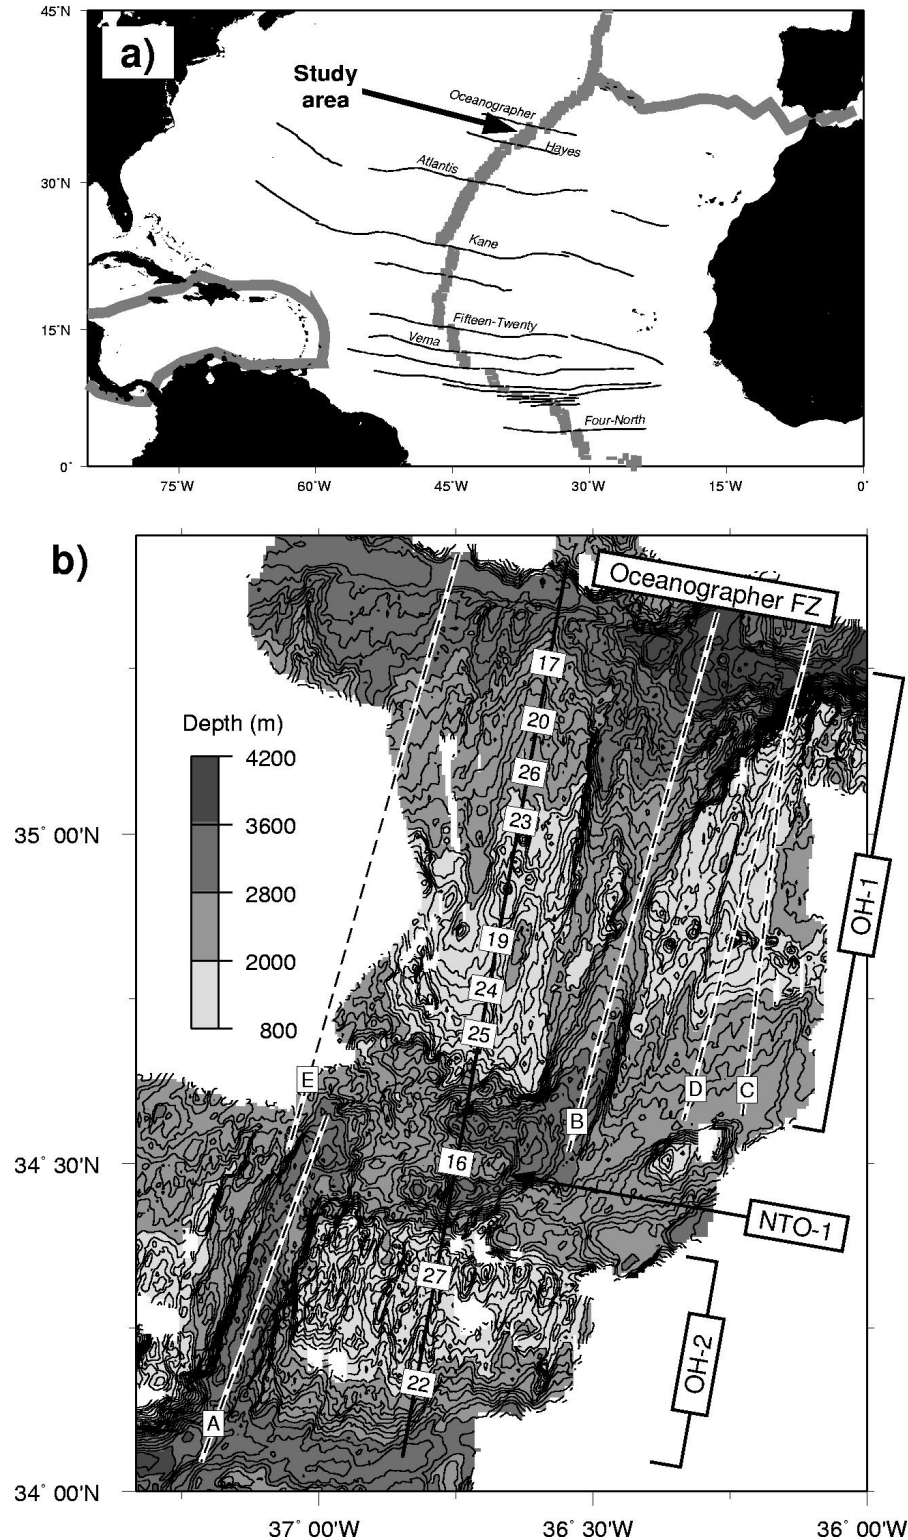 a)
45˚N
30˚N
15˚N
0˚
75˚W
60˚W
45˚W
30˚W
15˚W
0˚
Study
area
Oceanographer
Hayes
Atlantis
Kane
Fifteen-Twenty
Vema
Four-North
b)
Oceanographer FZ
17
20
26
23
19
24
25
16
27
22
Depth (m)
4200
3600
2800
2000
800
E
B
D
C
A
OH-1
NTO-1
OH-2
35˚ 00'N
34˚ 30'N
34˚ 00'N
37˚ 00'W
36˚ 30'W
36˚ 00'W